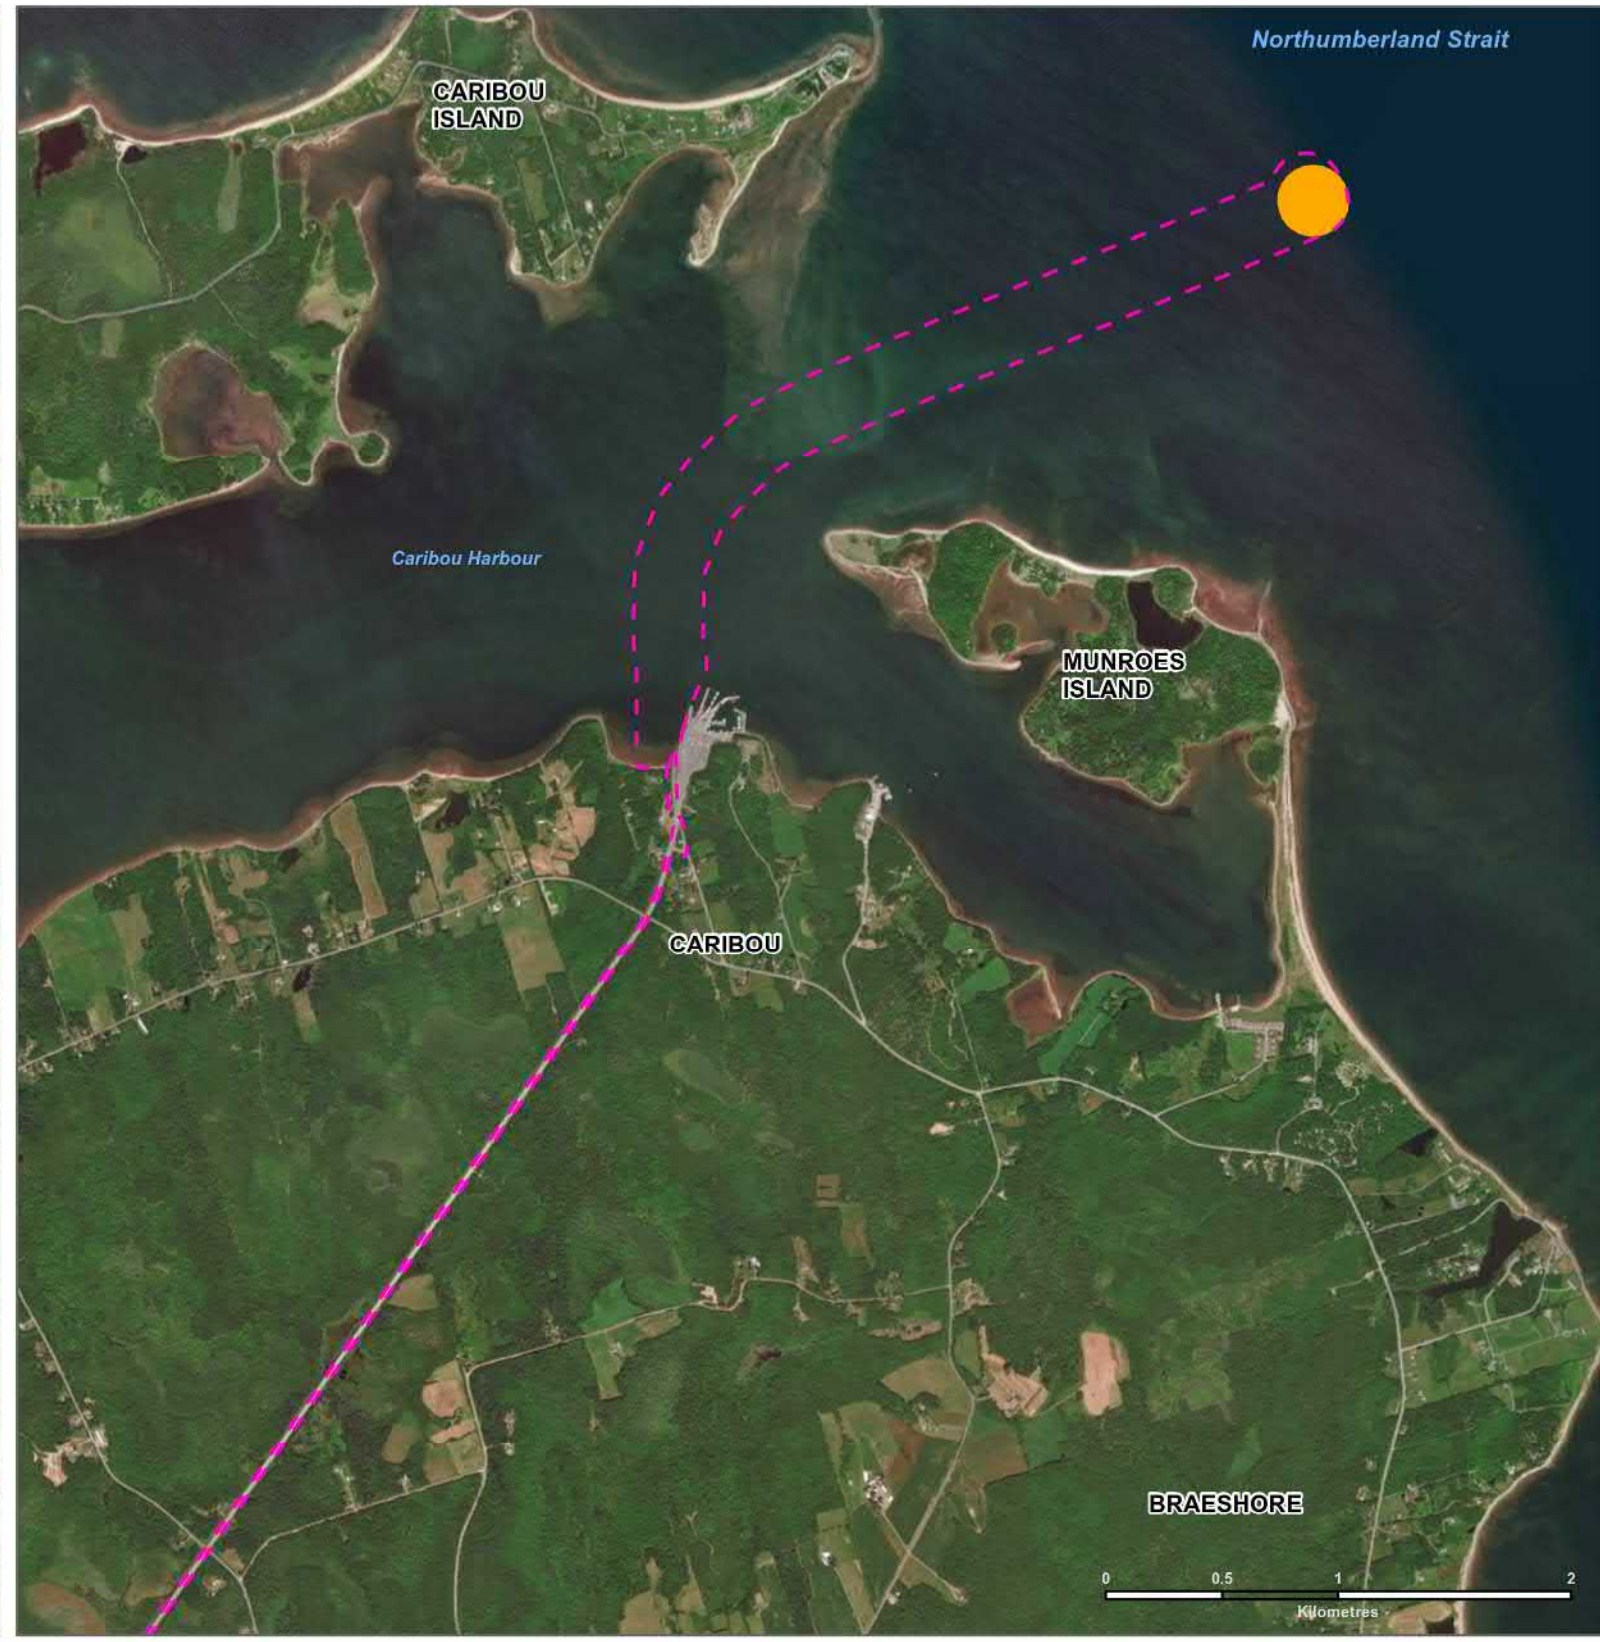 Northumberland Strait
CARIBOU
ISLAND
Caribou Harbour
MUNROES
ISLAND
CARIBOU
BRAESHORE
0 0.5 1 2
Kilometres